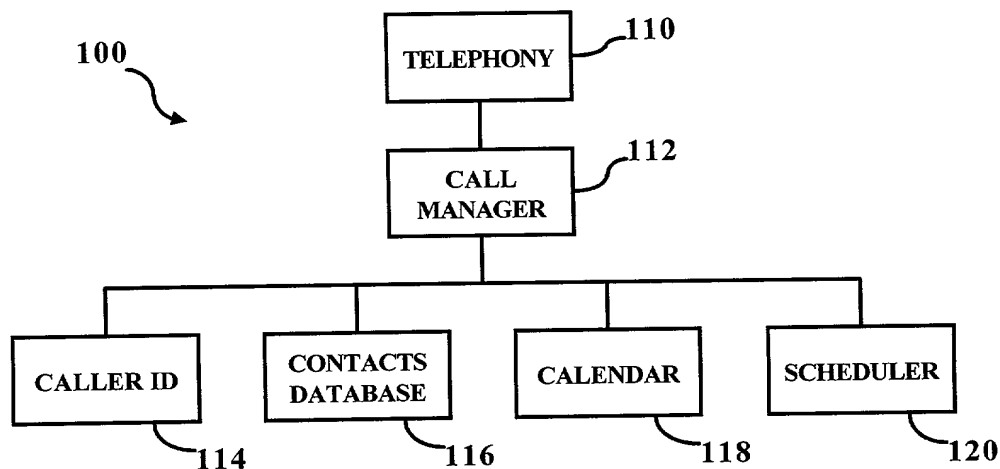 110
TELEPHONY
100
112
CALL
MANAGER
CALLER ID
CONTACTS
DATABASE
CALENDAR
SCHEDULER
114
116
118
120